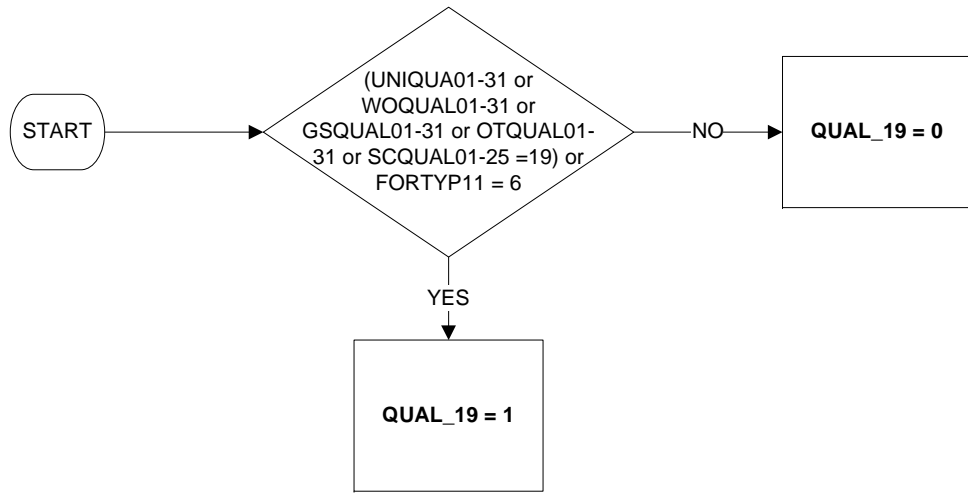 START
(UNIQUA01-31 or
WOQUAL01-31 or
GSQUAL01-31 or OTQUAL01-
31 or SCQUAL01-25 =19) or
FORTYP11 = 6
NO
QUAL_19 = 0
YES
QUAL_19 = 1